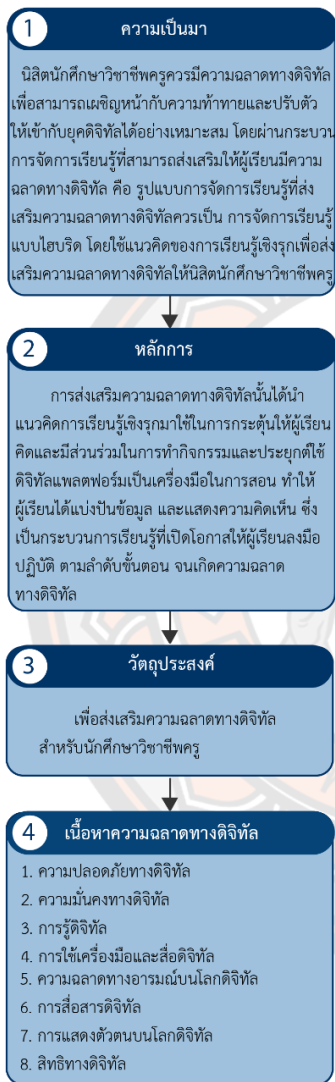 1
ความเป็นมา
นิสิตนักศึกษาวิชาชีพครูควรมีความฉลาดทางดิจิทัล
เพื่อสามารถเผชิญหน้ากับความท้าทายและปรับตัว
ให้เข้ากับยุคดิจิทัลได้อย่างเหมาะสม โดยผ่านกระบวน
การจัดการเรียนรู้ที่สามารถส่งเสริมให้ผู้เรียนมีความ
ฉลาดทางดิจิทัล คือ รูปแบบการจัดการเรียนรู้ที่ส่ง
เสริมความฉลาดทางดิจิทัลควรเป็น การจัดการเรียนรู้
แบบไฮบริด โดยใช้แนวคิดของการเรียนรู้เชิงรุกเพื่อส่ง
เสริมความฉลาดทางดิจิทัลให้นิสิตนักศึกษาวิชาชีพครู
2
หลักการ
การส่งเสริมความฉลาดทางดิจิทัลนั้นได้นำ
แนวคิดการเรียนรู้เชิงรุกมาใช้ในการกระตุ้นให้ผู้เรียน
คิดและมีส่วนร่วมในการทำกิจกรรมและประยุกต์ใช้
ดิจิทัลแพลตฟอร์มเป็นเครื่องมือในการสอน ทำให้
ผู้เรียนได้แบ่งปันข้อมูล และแสดงความคิดเห็น ซึ่ง
เป็นกระบวนการเรียนรู้ที่เปิดโอกาสให้ผู้เรียนลงมือ
ปฏิบัติ ตามลำดับขั้นตอน จนเกิดความฉลาด
ทางดิจิทัล
3
วัตถุประสงค์
เพื่อส่งเสริมความฉลาดทางดิจิทัล
สำหรับนักศึกษาวิชาชีพครู
4
เนื้อหาความฉลาดทางดิจิทัล
1. ความปลอดภัยทางดิจิทัล
2. ความมั่นคงทางดิจิทัล
3. การรู้ดิจิทัล
4. การใช้เครื่องมือและสื่อดิจิทัล
5. ความฉลาดทางอารมณ์บนโลกดิจิทัล
6. การสื่อสารดิจิทัล
7. การแสดงตัวตนบนโลกดิจิทัล
8. สิทธิทางดิจิทัล